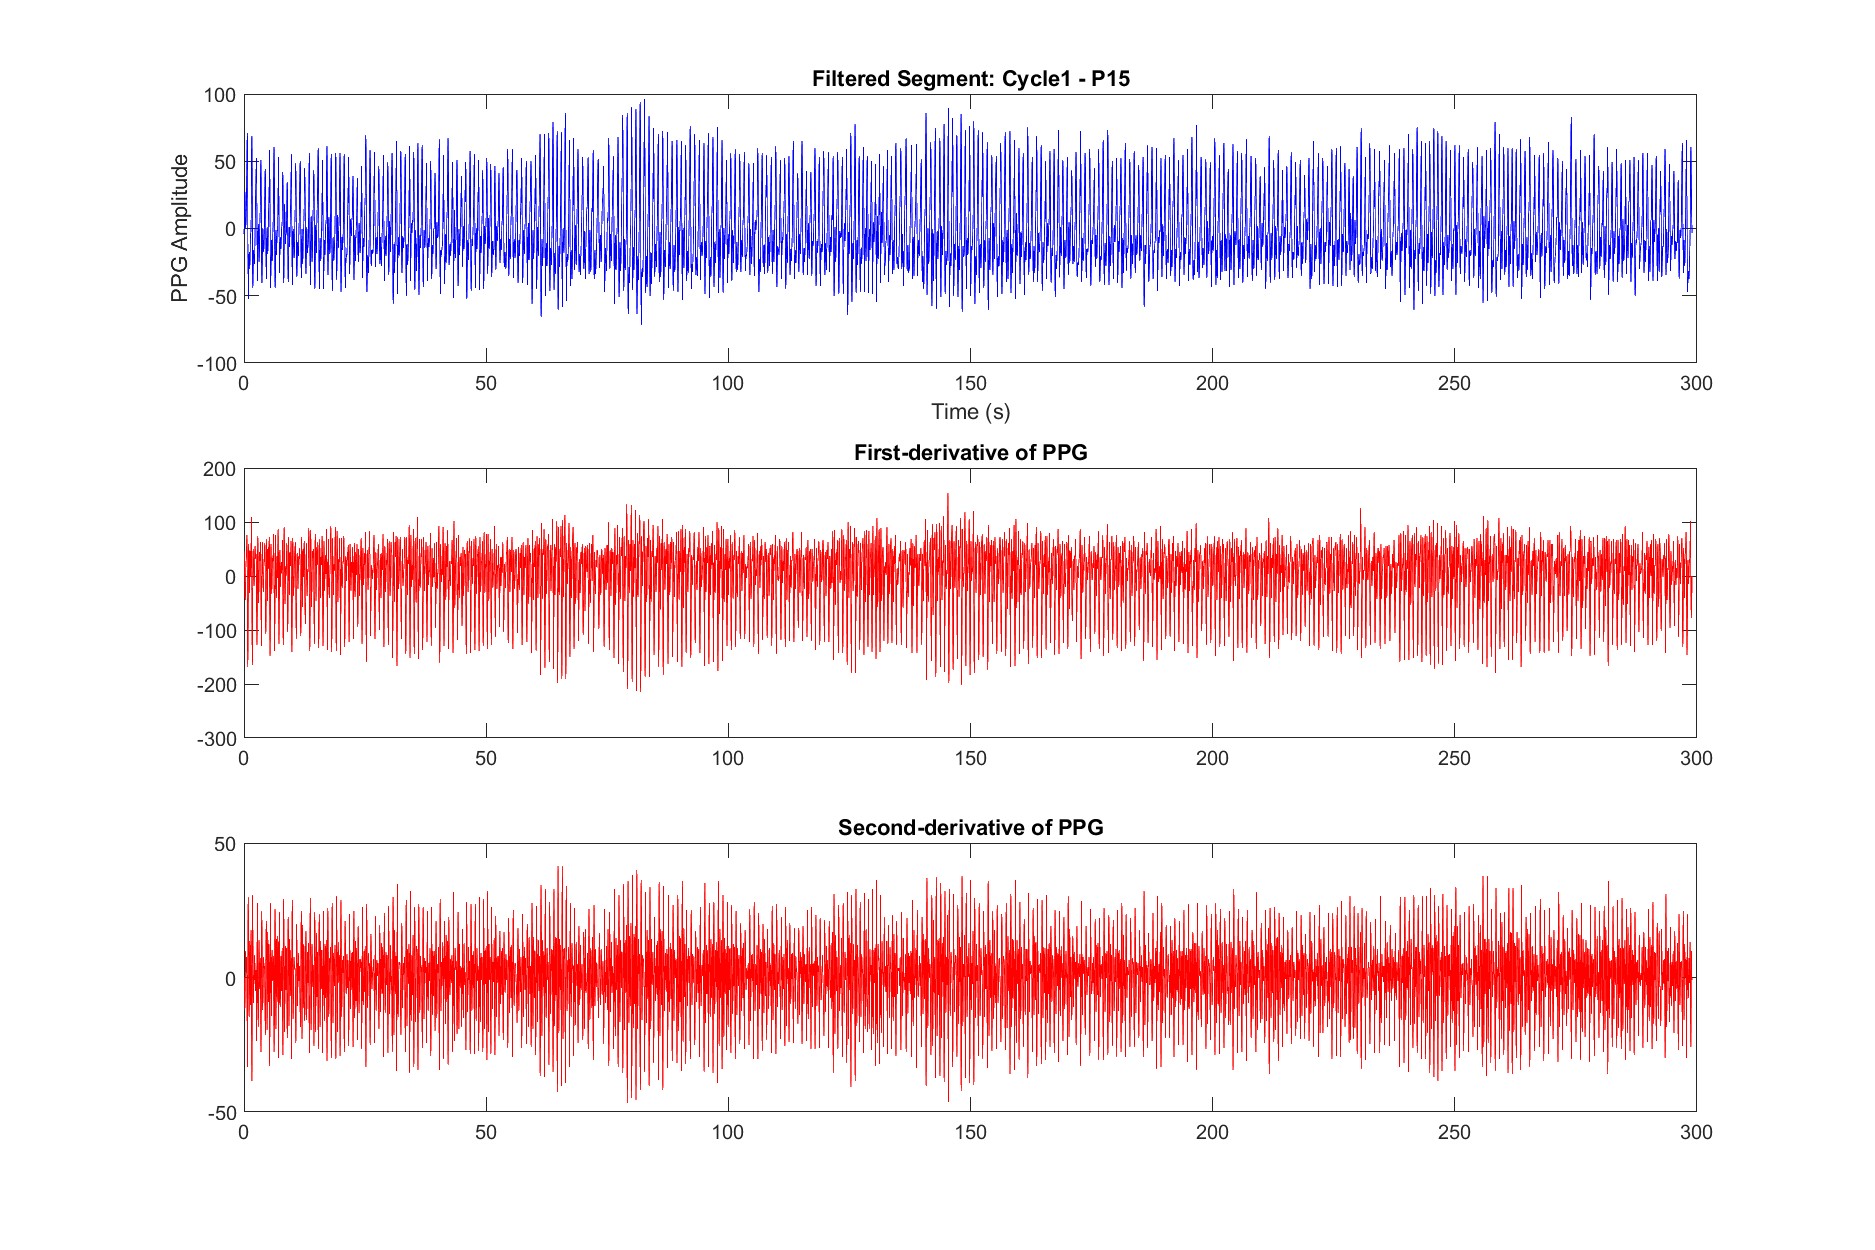 Filtered Segment: Cycle1 - P15
100
50
0
-50
-100
PPG Amplitude
0 50 100 150 200 250 300
Time (s)
First-derivative of PPG
200
100
0
-100
-200
-300
0 50 100 150 200 250 300
Second-derivative of PPG
50
0
-50
0 50 100 150 200 250 300